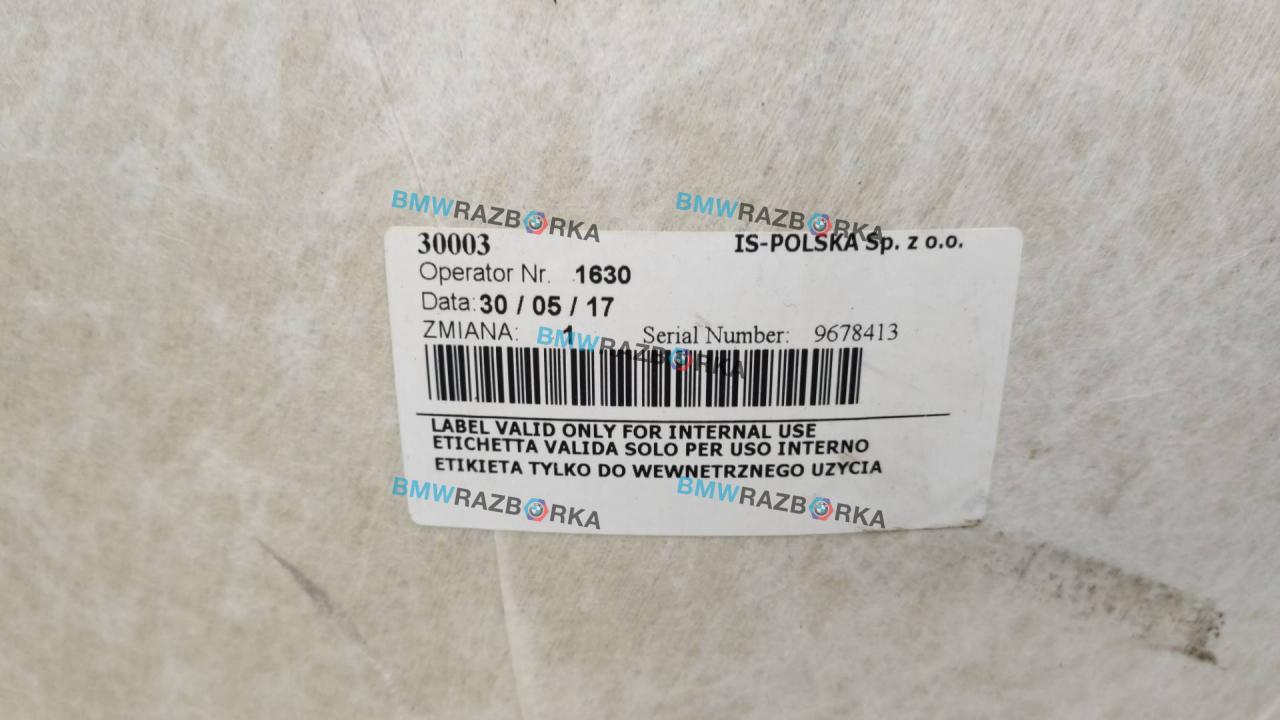 BMWRAZBORKA BMWRAZBORKA
30003 IS-POLSKA Sp. z o.o.
Operator Nr. 1630
Data: 30 / 05 / 17
ZMIANA: 1 Serial Number: 9678413
BMWRAZBORKA
LABEL VALID ONLY FOR INTERNAL USE
ETICHETTA VALIDA SOLO PER USO INTERNO
ETIKIETA TYLKO DO WEWNETRZNEGO UZYCIA
BMWRAZBORKA BMWRAZBORKA